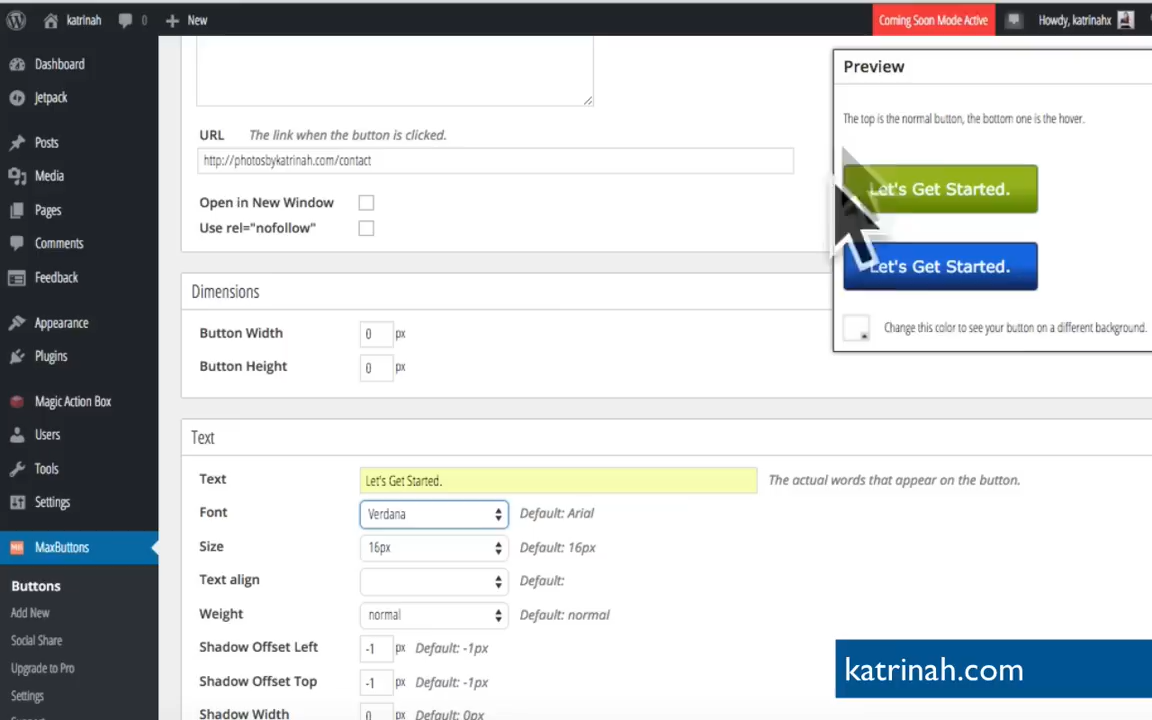 katrinah 0 New Coming Soon Mode Active Howdy, katrinahx
Dashboard
Jetpack
Posts
Media
Pages
Comments
Feedback
Appearance
Plugins
Magic Action Box
Users
Tools
Settings
MaxButtons
Buttons
Add New
Social Share
Upgrade to Pro
Settings
URL The link when the button is clicked.
http://photosbykatrinah.com/contact
Open in New Window
Use rel="nofollow"
Dimensions
Button Width 0 px
Button Height 0 px
Text
Text Let's Get Started. The actual words that appear on the button.
Font Verdana Default: Arial
Size 16px Default: 16px
Text align Default:
Weight normal Default: normal
Shadow Offset Left -1 px Default: -1px
Shadow Offset Top -1 px Default: -1px
Shadow Width 0 px Default: 0px
Preview
The top is the normal button, the bottom one is the hover.
Let's Get Started.
Let's Get Started.
Change this color to see your button on a different background.
katrinah.com